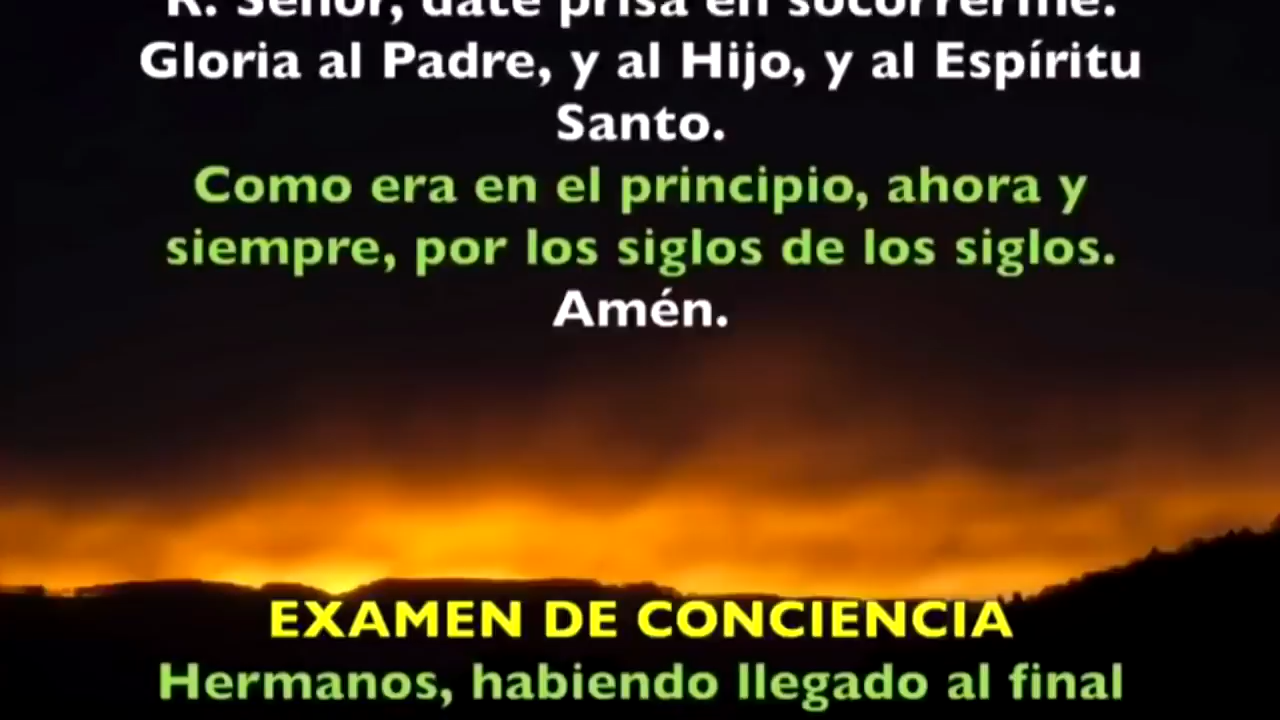 R. Señor, date prisa en socorrerme.
Gloria al Padre, y al Hijo, y al Espíritu
Santo.
Como era en el principio, ahora y
siempre, por los siglos de los siglos.
Amén.
EXAMEN DE CONCIENCIA
Hermanos, habiendo llegado al final